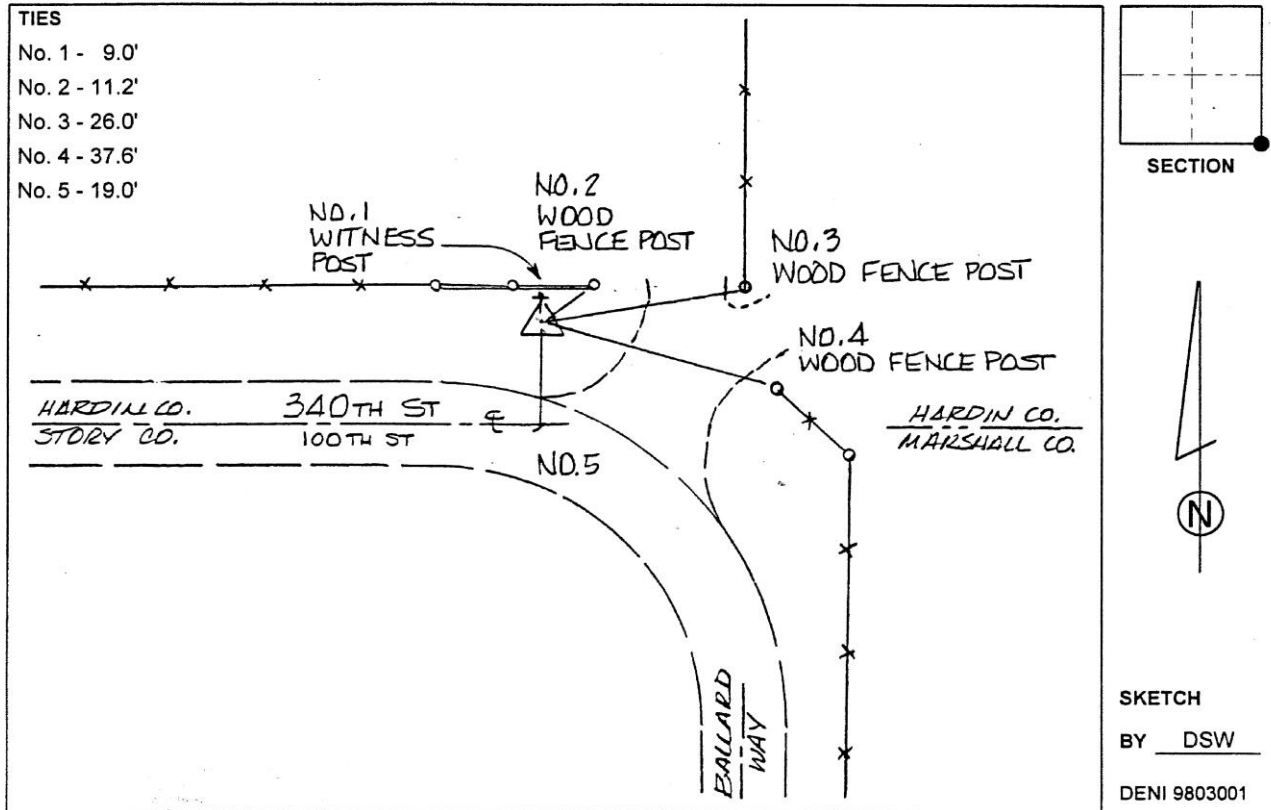 TIES
No. 1 - 9.0'
No. 2 - 11.2'
No. 3 - 26.0'
No. 4 - 37.6'
No. 5 - 19.0'
NO.1
WITNESS
POST
NO.2
WOOD
FENCE POST
NO.3
WOOD FENCE POST
NO.4
WOOD FENCE POST
HARDIN CO. 340TH ST
STORY CO. 100TH ST
℄
NO.5
HARDIN CO.
MARSHALL CO.
BALLARD
WAY
SECTION
N
SKETCH
BY DSW
DENI 9803001